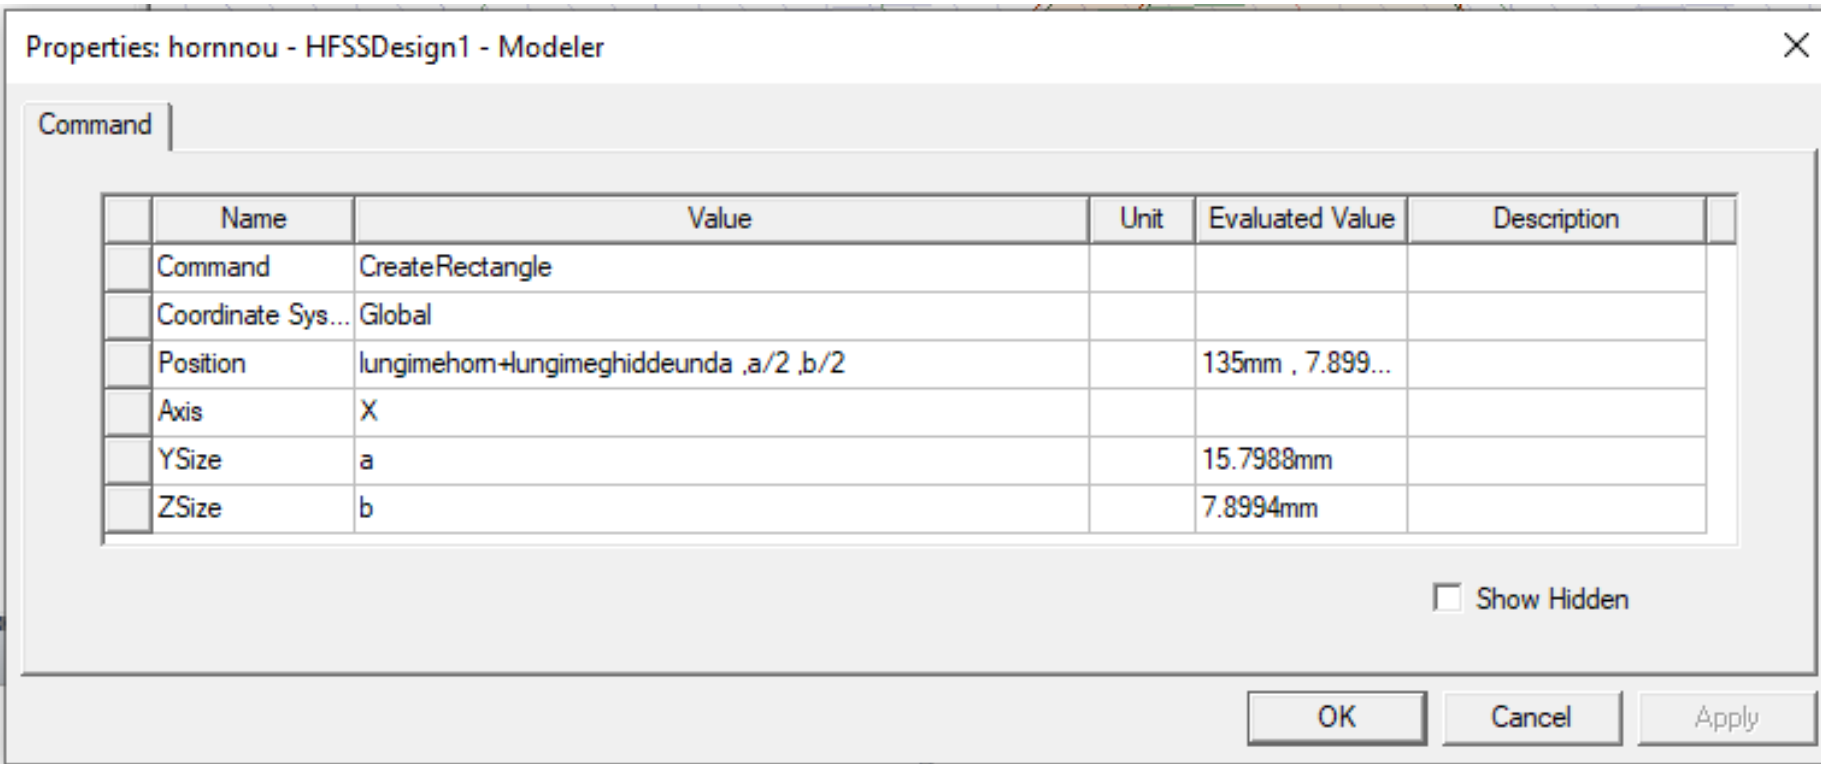 Properties: hornnou - HFSSDesign1 - Modeler
Command
Name Value Unit Evaluated Value Description
Command CreateRectangle
Coordinate Sys... Global
Position lungimehorn+lungimeghiddeunda ,a/2 ,b/2 135mm , 7.899...
Axis X
YSize a 15.7988mm
ZSize b 7.8994mm
Show Hidden
OK Cancel Apply